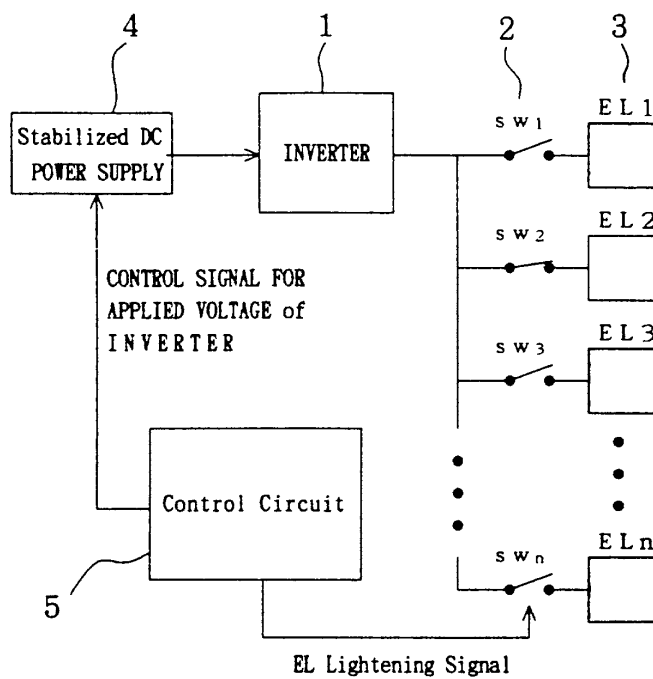 4
1
2
3
Stabilized DC
POWER SUPPLY
INVERTER
SW1
EL1
SW2
EL2
SW3
EL3
CONTROL SIGNAL FOR
APPLIED VOLTAGE of
INVERTER
Control Circuit
SWn
ELn
5
EL Lightening Signal